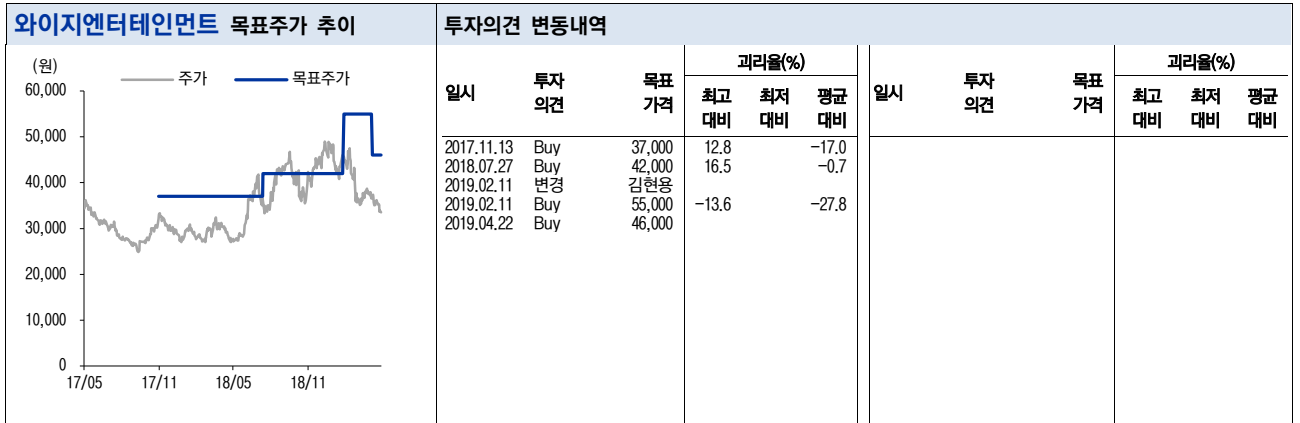 와이지엔터테인먼트 목표주가 추이
투자의견 변동내역
(원)
주가 목표주가
60,000
50,000
40,000
30,000
20,000
10,000
0
17/05 17/11 18/05 18/11
일시 투자의견 목표가격 괴리율(%)
최고대비 최저대비 평균대비
2017.11.13 Buy 37,000 12.8 -17.0
2018.07.27 Buy 42,000 16.5 -0.7
2019.02.11 변경 김현용
2019.02.11 Buy 55,000 -13.6 -27.8
2019.04.22 Buy 46,000
일시 투자의견 목표가격 괴리율(%)
최고대비 최저대비 평균대비